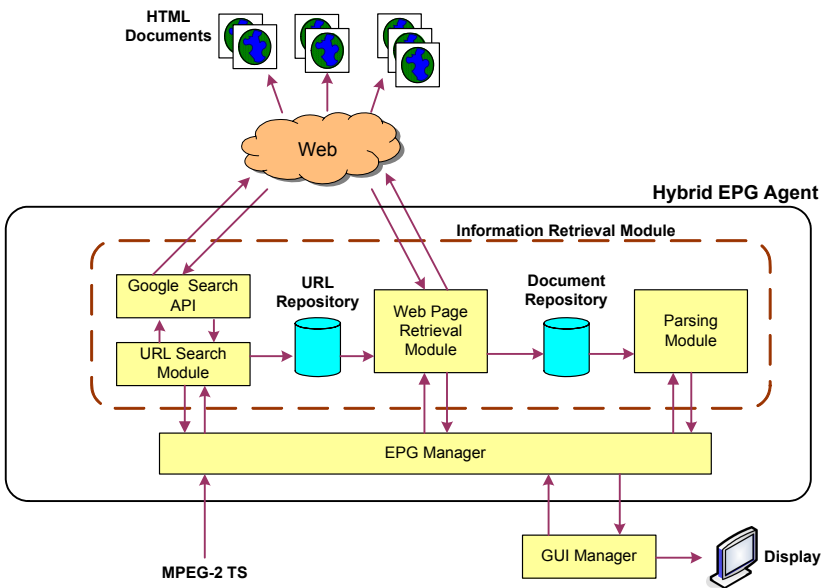 HTML
Documents
Web
Hybrid EPG Agent
Information Retrieval Module
Google Search
API
URL
Repository
Web Page
Retrieval
Module
Document
Repository
Parsing
Module
URL Search
Module
EPG Manager
MPEG-2 TS
GUI Manager
Display